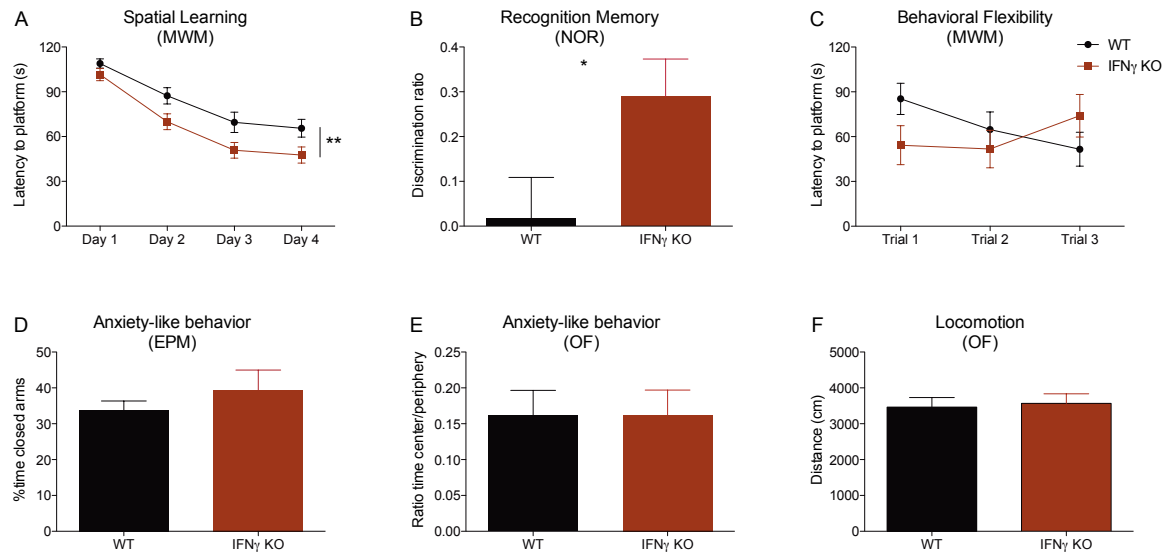 A
Spatial Learning
(MWM)
Latency to platform (s)
120
90
60
30
0
Day 1
Day 2
Day 3
Day 4
**
B
Recognition Memory
(NOR)
Discrimination ratio
0.4
0.3
0.2
0.1
0.0
*
WT
IFNγ KO
C
Behavioral Flexibility
(MWM)
Latency to platform (s)
120
90
60
30
0
Trial 1
Trial 2
Trial 3
WT
IFNγ KO
D
Anxiety-like behavior
(EPM)
%time closed arms
50
40
30
20
10
0
WT
IFNγ KO
E
Anxiety-like behavior
(OF)
Ratio time center/periphery
0.25
0.20
0.15
0.10
0.05
0.00
WT
IFNγ KO
F
Locomotion
(OF)
Distance (cm)
5000
4000
3000
2000
1000
0
WT
IFNγ KO